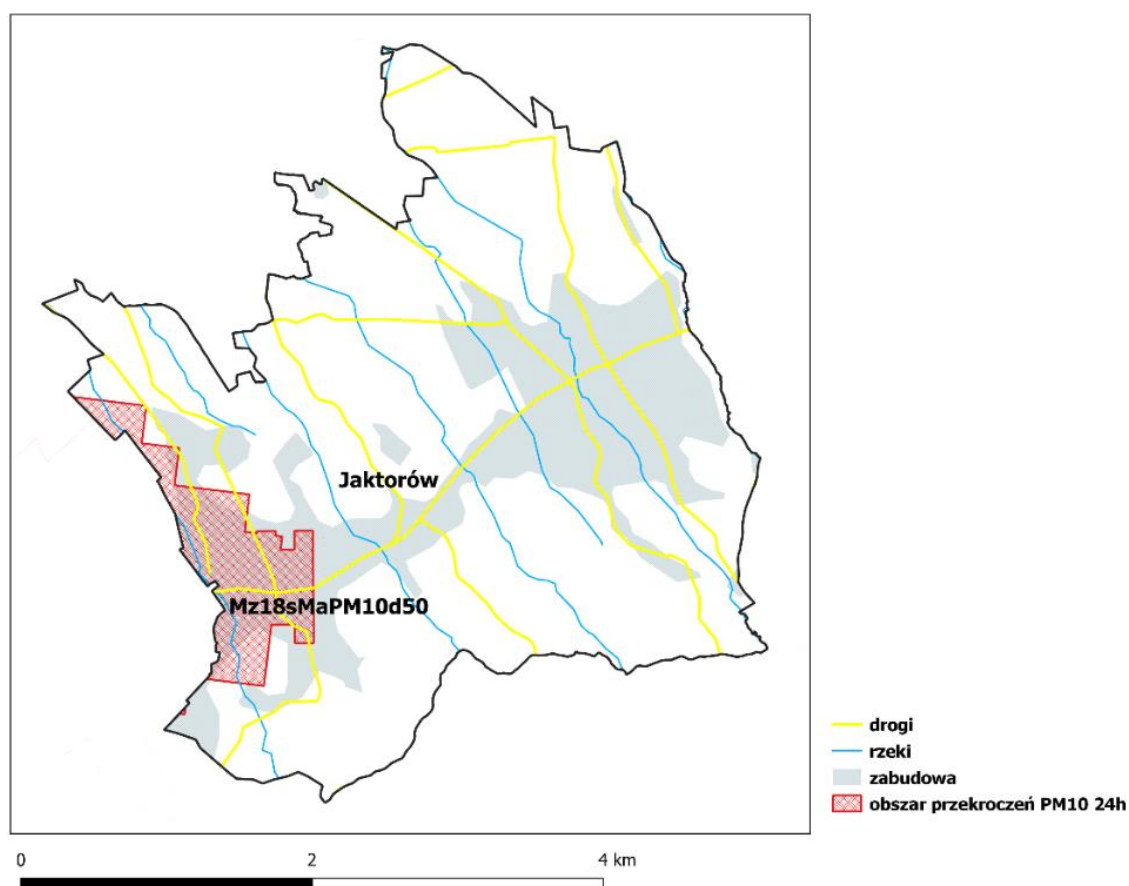 Jaktorów
Mz18sMaPM10d50
drogi
rzeki
zabudowa
obszar przekroczeń PM10 24h
0 2 4 km